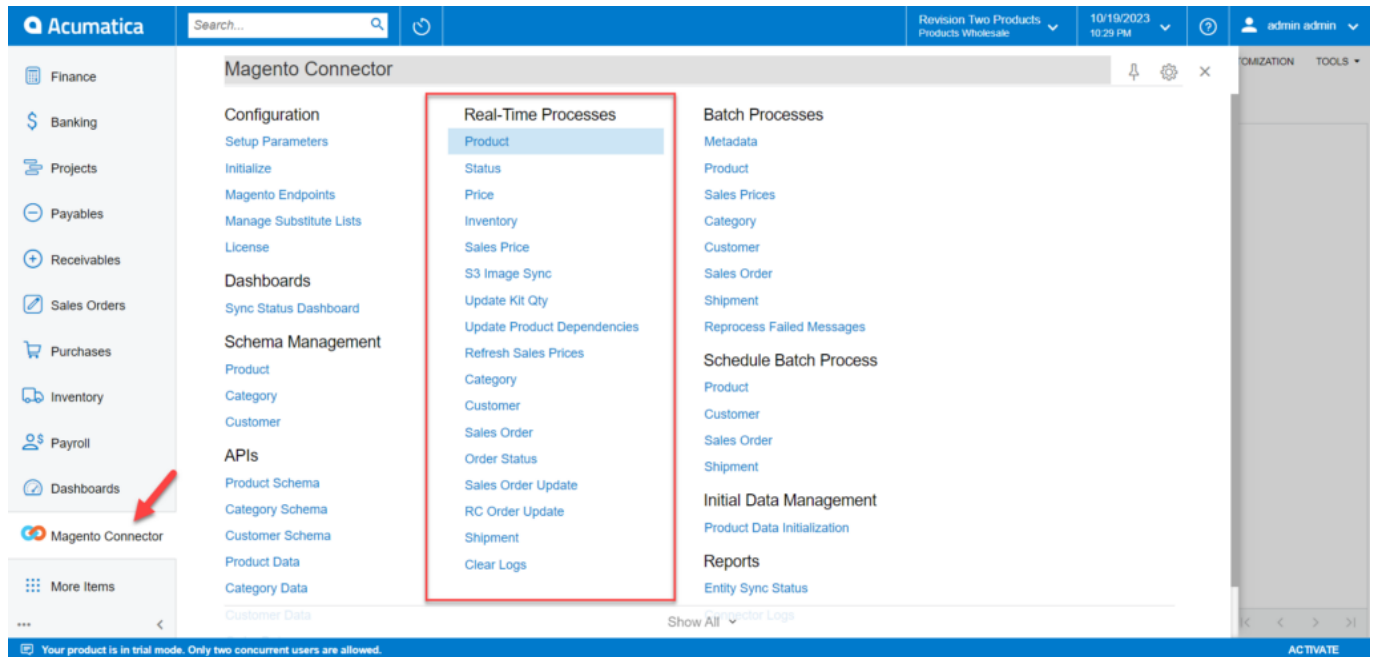 Acumatica
Search...
Revision Two Products
Products Wholesale
10/19/2023
10:29 PM
admin admin
Finance
Banking
Projects
Payables
Receivables
Sales Orders
Purchases
Inventory
Payroll
Dashboards
Magento Connector
More Items
Magento Connector
OMIZATION
TOOLS
Configuration
Setup Parameters
Initialize
Magento Endpoints
Manage Substitute Lists
License
Dashboards
Sync Status Dashboard
Schema Management
Product
Category
Customer
APIs
Product Schema
Category Schema
Customer Schema
Product Data
Category Data
Customer Data
Real-Time Processes
Product
Status
Price
Inventory
Sales Price
S3 Image Sync
Update Kit Qty
Update Product Dependencies
Refresh Sales Prices
Category
Customer
Sales Order
Order Status
Sales Order Update
RC Order Update
Shipment
Clear Logs
Batch Processes
Metadata
Product
Sales Prices
Category
Customer
Sales Order
Shipment
Reprocess Failed Messages
Schedule Batch Process
Product
Customer
Sales Order
Shipment
Initial Data Management
Product Data Initialization
Reports
Entity Sync Status
Connector Logs
Show All
Your product is in trial mode. Only two concurrent users are allowed.
ACTIVATE